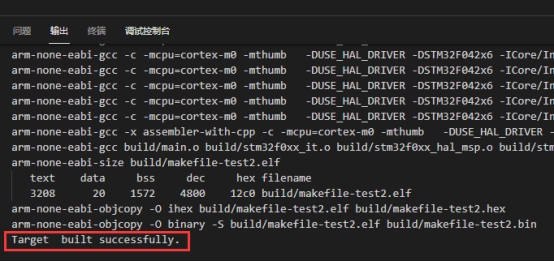 问题 输出 终端 调试控制台
arm-none-eabi-gcc -c -mcpu=cortex-m0 -mthumb -DUSE_HAL_DRIVER -DSTM32F042x6 -ICore/In
arm-none-eabi-gcc -c -mcpu=cortex-m0 -mthumb -DUSE_HAL_DRIVER -DSTM32F042x6 -ICore/In
arm-none-eabi-gcc -c -mcpu=cortex-m0 -mthumb -DUSE_HAL_DRIVER -DSTM32F042x6 -ICore/In
arm-none-eabi-gcc -c -mcpu=cortex-m0 -mthumb -DUSE_HAL_DRIVER -DSTM32F042x6 -ICore/In
arm-none-eabi-gcc -c -mcpu=cortex-m0 -mthumb -DUSE_HAL_DRIVER -DSTM32F042x6 -ICore/In
arm-none-eabi-gcc -x assembler-with-cpp -c -mcpu=cortex-m0 -mthumb -DUSE_HAL_DRIVER -
arm-none-eabi-gcc build/main.o build/stm32f0xx_it.o build/stm32f0xx_hal_msp.o build/stm
arm-none-eabi-size build/makefile-test2.elf
text data bss dec hex filename
3208 20 1572 4800 12c0 build/makefile-test2.elf
arm-none-eabi-objcopy -O ihex build/makefile-test2.elf build/makefile-test2.hex
arm-none-eabi-objcopy -O binary -S build/makefile-test2.elf build/makefile-test2.bin
Target built successfully.